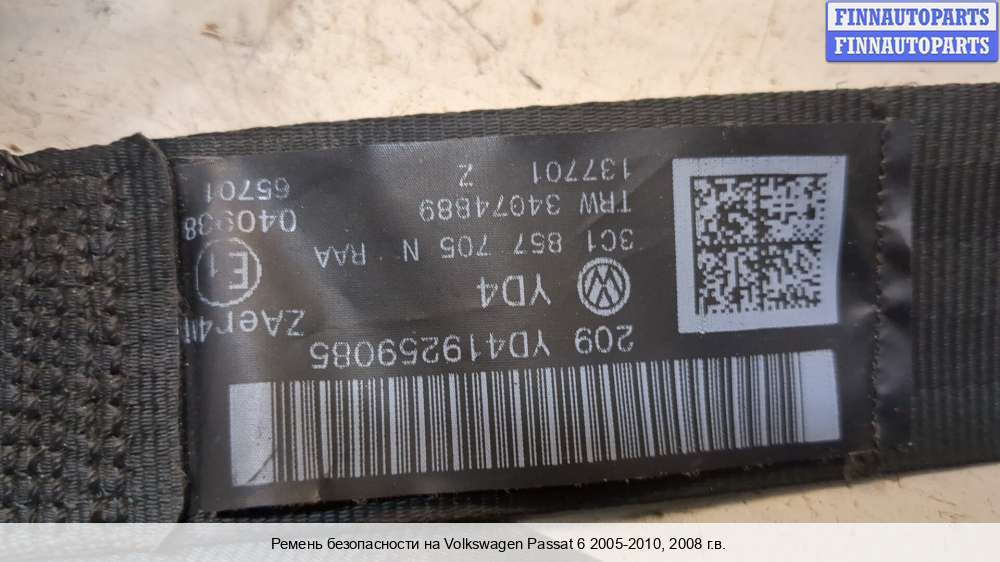 FINNAUTOPARTS
FINNAUTOPARTS
209 YD419259085
YD4
ZAer4
3C1 857 705 N RAA
E1
TRW 34074889
040938
137701
Z
65701
Ремень безопасности на Volkswagen Passat 6 2005-2010, 2008 г.в.